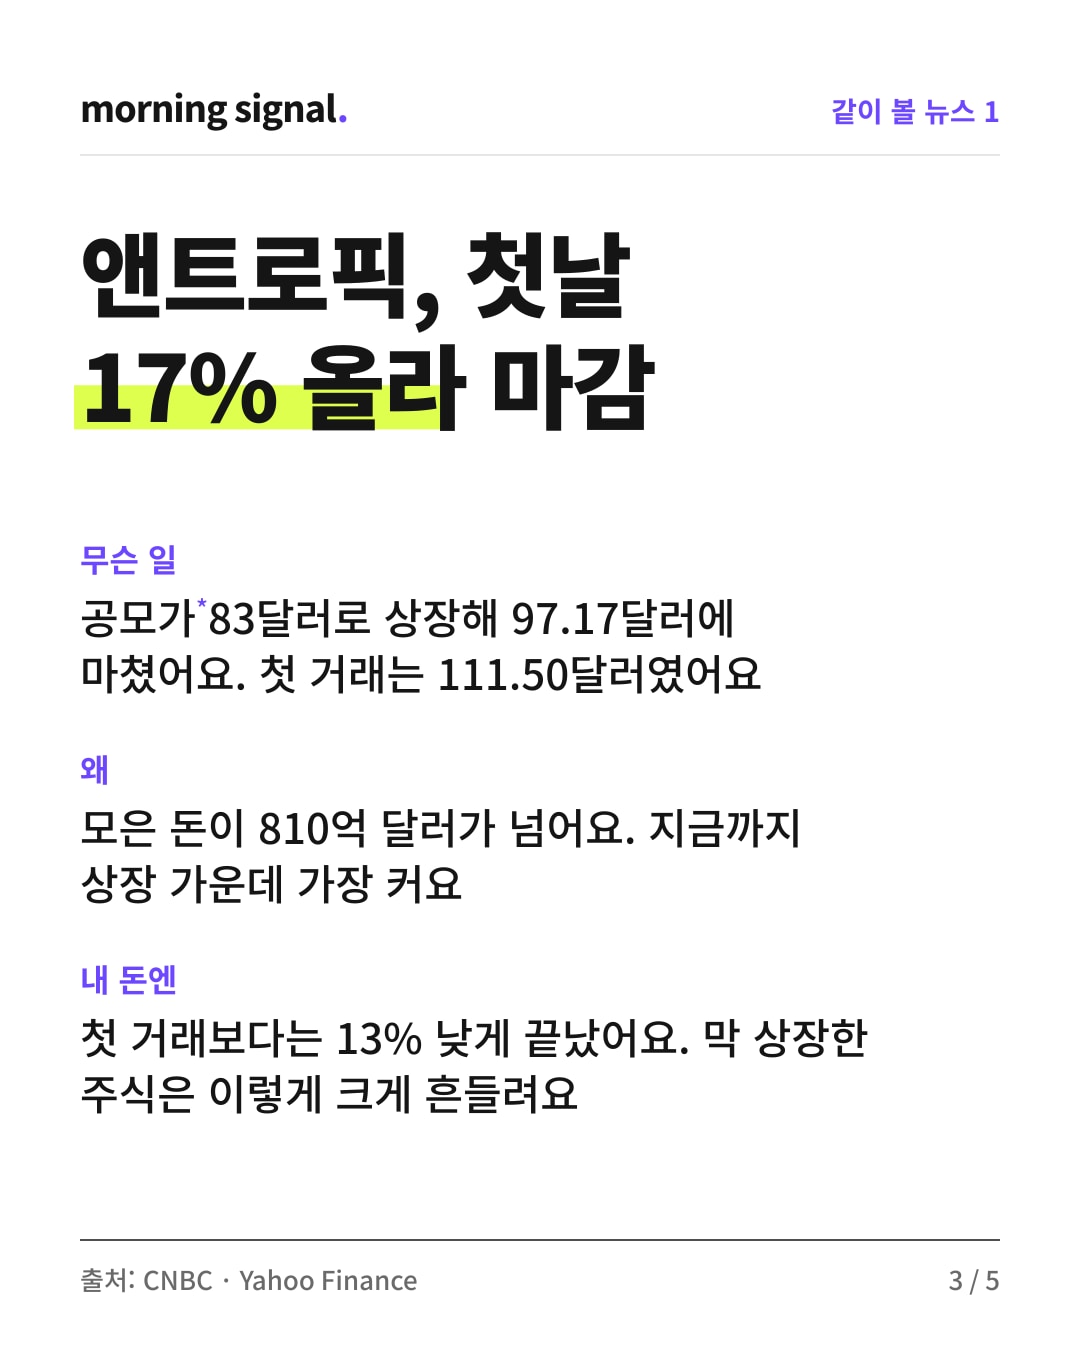 morning signal.
같이 볼 뉴스 1
앤트로픽, 첫날
17% 올라 마감
무슨 일
공모가*83달러로 상장해 97.17달러에
마쳤어요. 첫 거래는 111.50달러였어요
왜
모은 돈이 810억 달러가 넘어요. 지금까지
상장 가운데 가장 커요
내 돈엔
첫 거래보다는 13% 낮게 끝났어요. 막 상장한
주식은 이렇게 크게 흔들려요
출처: CNBC · Yahoo Finance
3 / 5